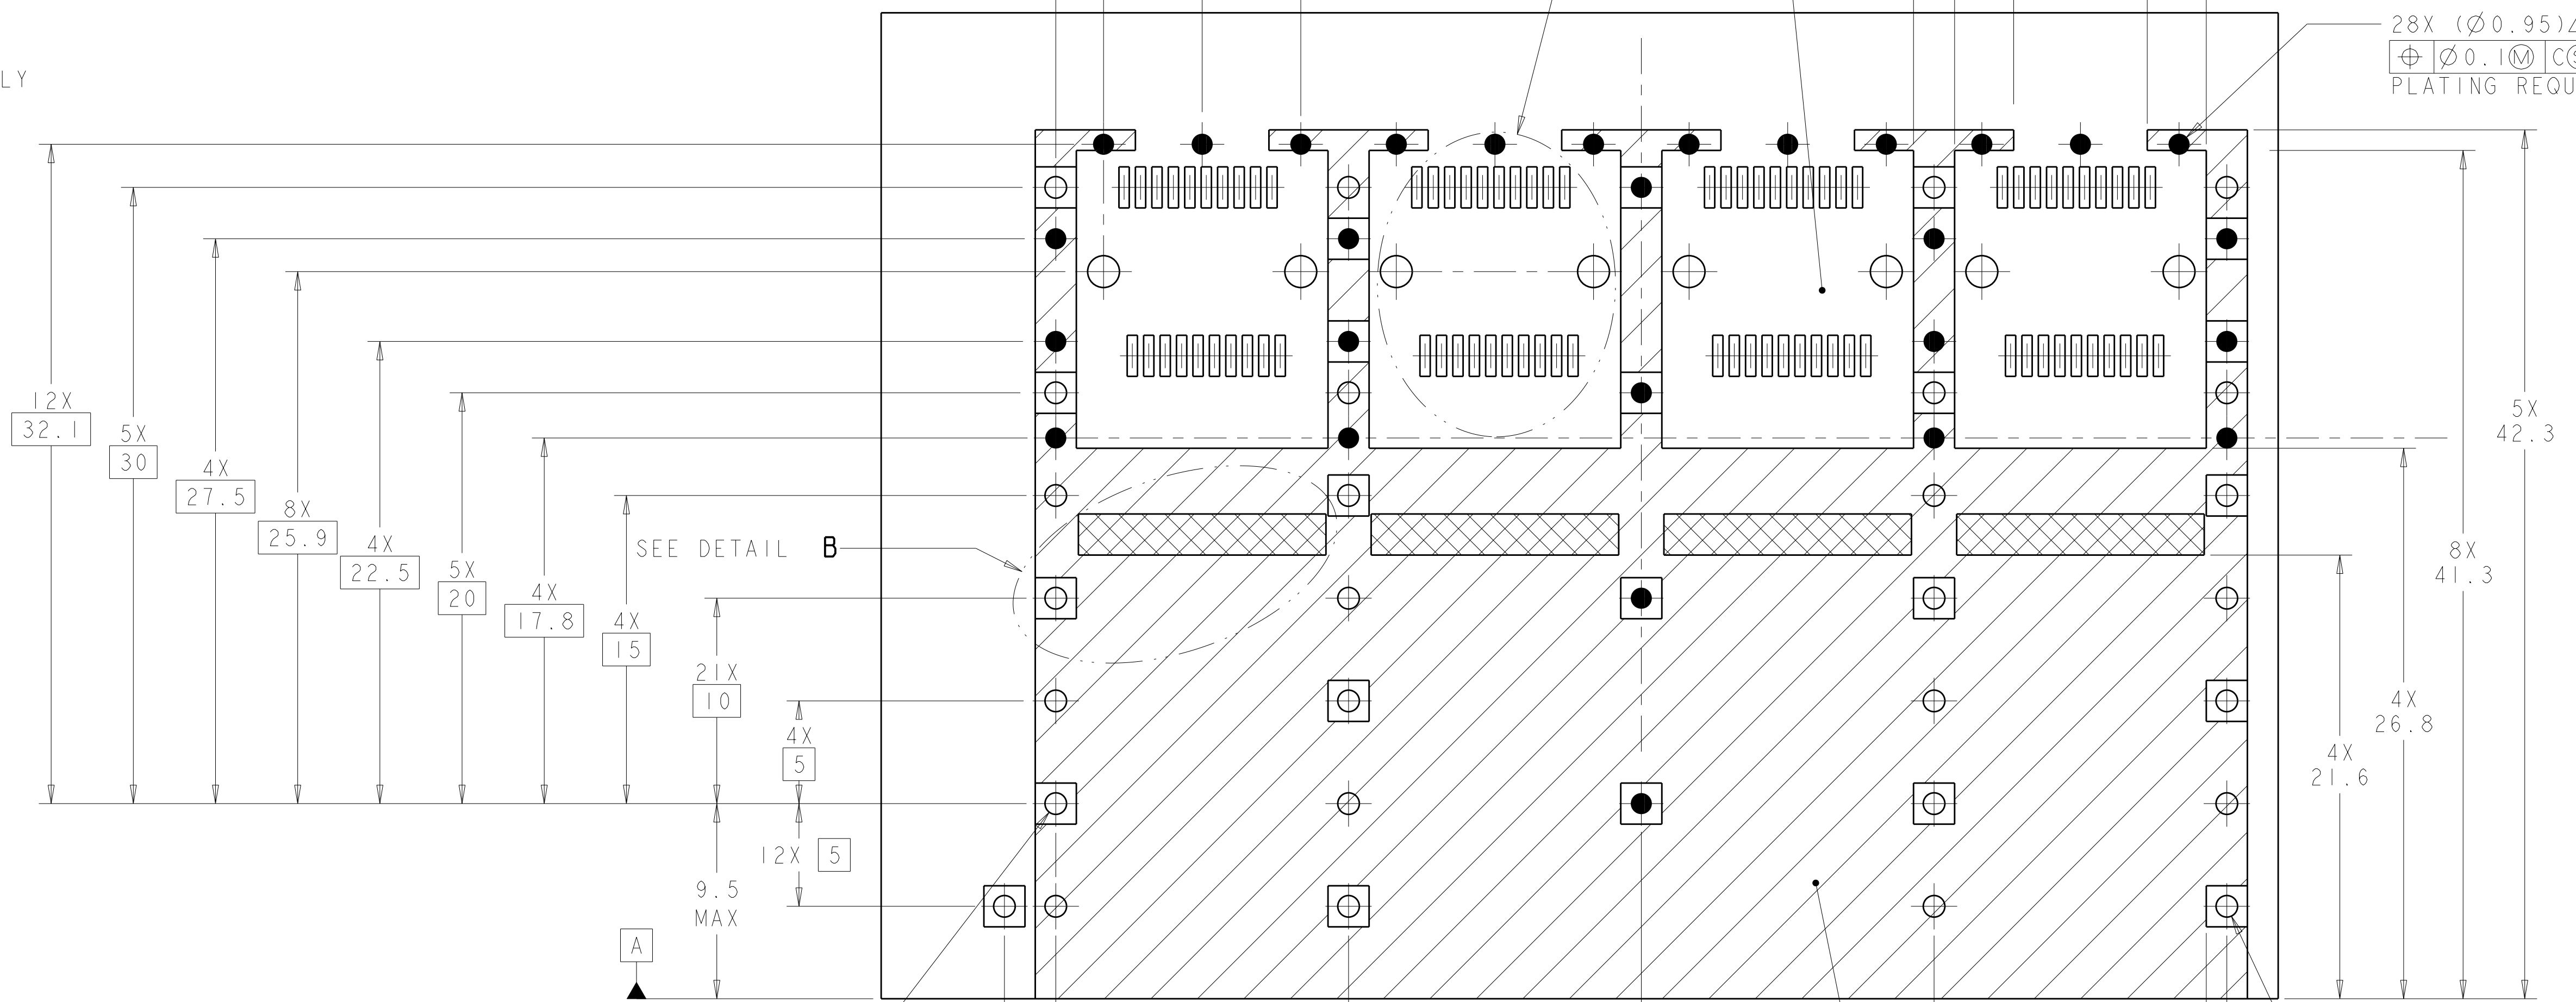 LY
28X (Ø0.95)
⌖ Ø0.1Ⓜ C
PLATING REQU
12X
32.1
5X
30
4X
27.5
8X
25.9
4X
22.5
5X
20
4X
17.8
4X
15
21X
10
4X
5
12X 5
9.5
MAX
A
SEE DETAIL B
5X
42.3
8X
41.3
4X
26.8
4X
21.6